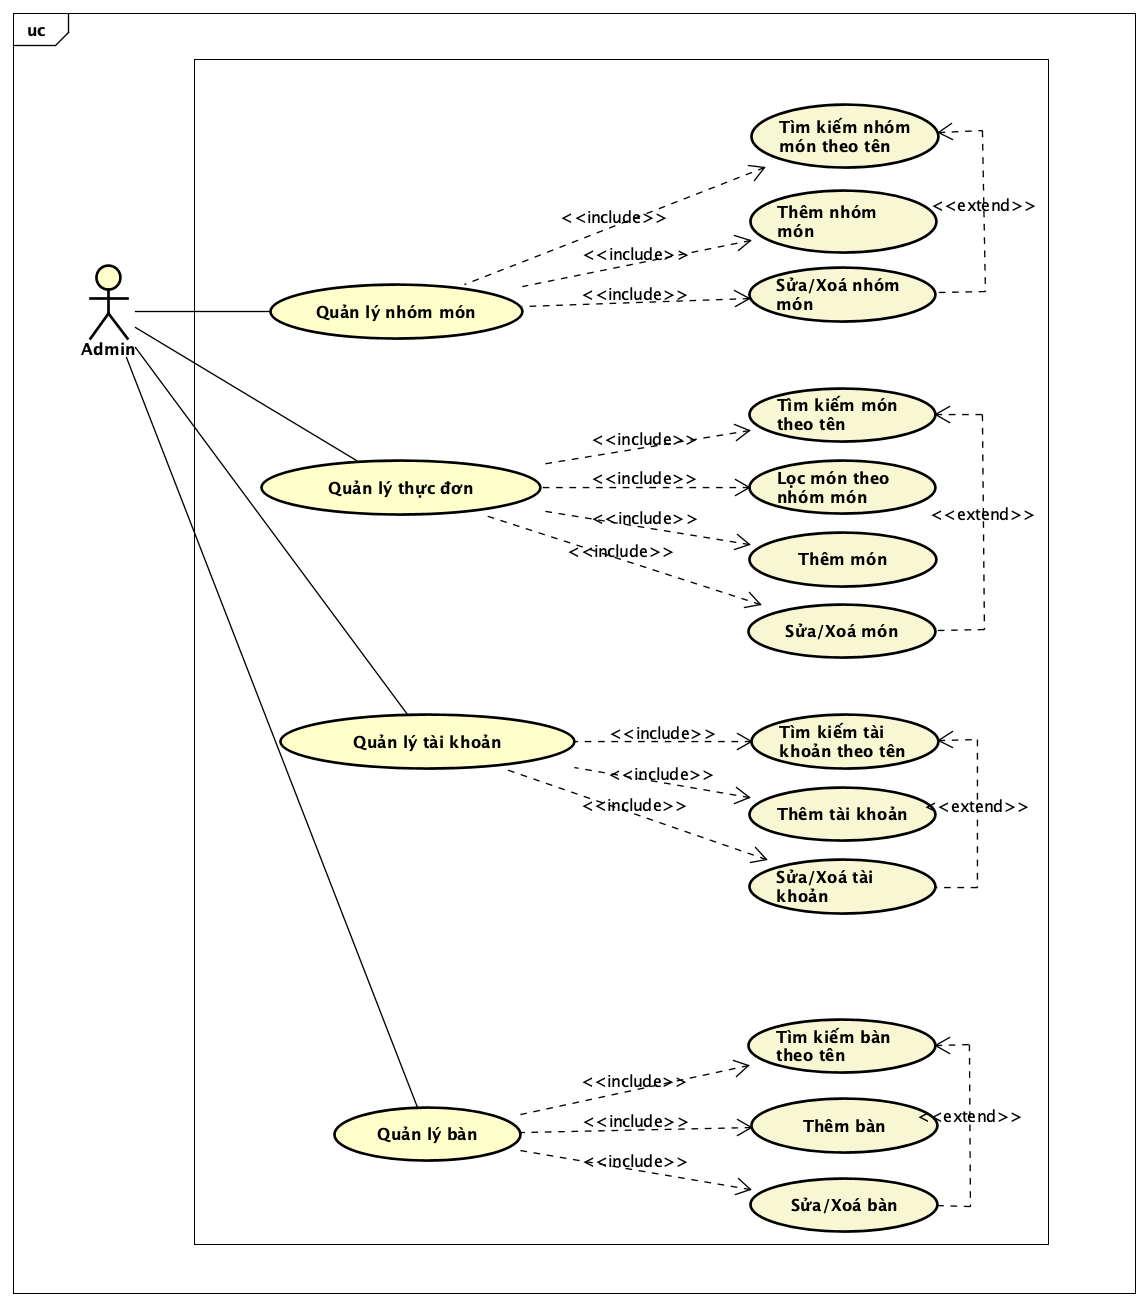 uc
Tìm kiếm nhóm
món theo tên
<<extend>>
<<include>>
Thêm nhóm
món
<<include>>
Sửa/Xoá nhóm
món
<<include>>
Quản lý nhóm món
Admin
Tìm kiếm món
theo tên
<<include>>
Lọc món theo
nhóm món
<<include>>
Quản lý thực đơn
<<extend>>
<<include>>
Thêm món
<<include>>
Sửa/Xoá món
Tìm kiếm tài
khoản theo tên
<<include>>
Quản lý tài khoản
<<include>>
Thêm tài khoản
<<extend>>
<<include>>
Sửa/Xoá tài
khoản
Tìm kiếm bàn
theo tên
<<include>>
<<extend>>
<<include>>
Thêm bàn
Quản lý bàn
<<include>>
Sửa/Xoá bàn